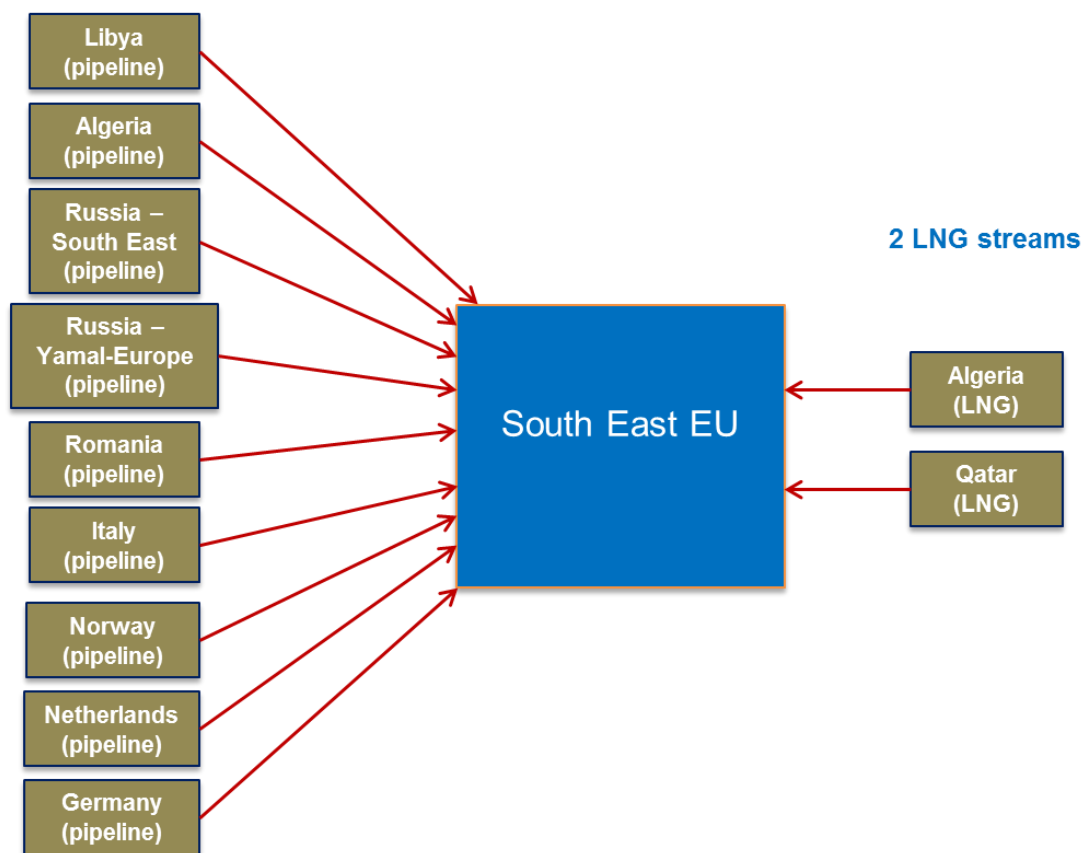 Libya
(pipeline)
Algeria
(pipeline)
Russia –
South East
(pipeline)
Russia –
Yamal-Europe
(pipeline)
Romania
(pipeline)
Italy
(pipeline)
Norway
(pipeline)
Netherlands
(pipeline)
Germany
(pipeline)
South East EU
2 LNG streams
Algeria
(LNG)
Qatar
(LNG)